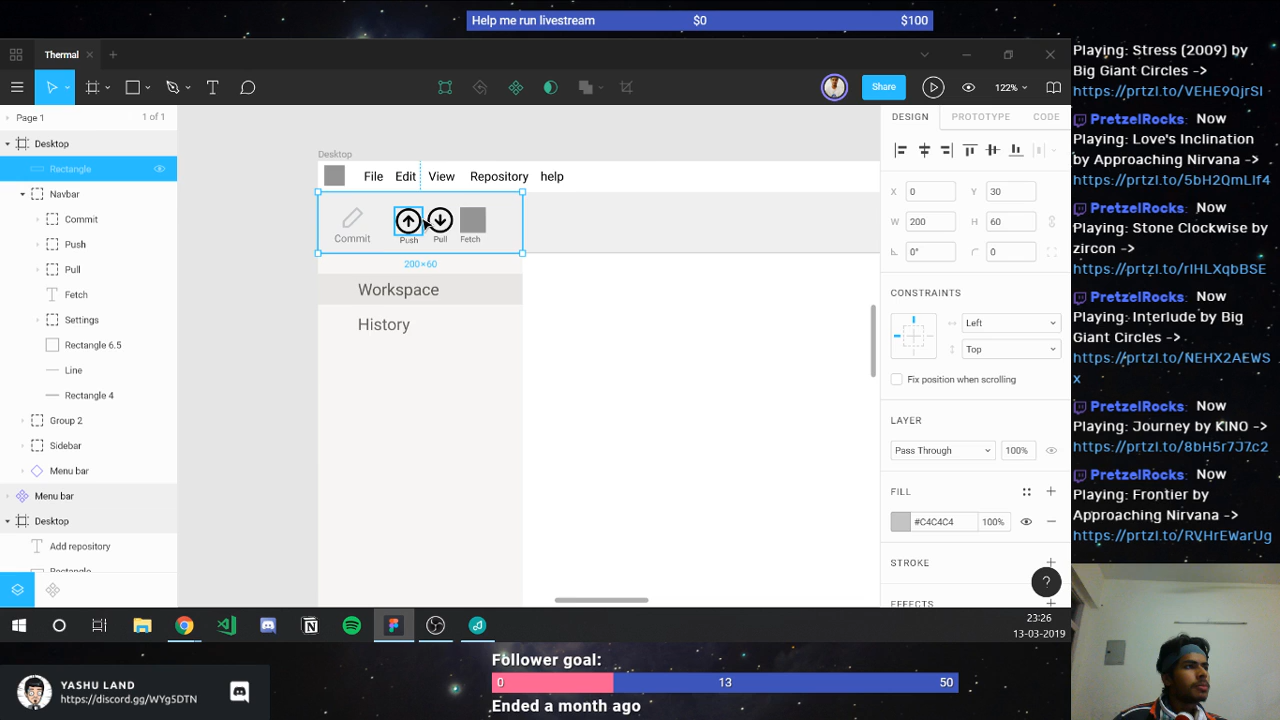 Help me run livestream $0 $100
Thermal
Share
122%
Page 1
1 of 1
Desktop
Rectangle
Navbar
Commit
Push
Pull
Fetch
Settings
Rectangle 6.5
Line
Rectangle 4
Group 2
Sidebar
Menu bar
Menu bar
Desktop
Add repository
Desktop
File Edit View Repository help
Commit
Push Pull Fetch
200×60
Workspace
History
DESIGN PROTOTYPE CODE
X 0 Y 30
W 200 H 60
0° 0
CONSTRAINTS
Left
Top
Fix position when scrolling
LAYER
Pass Through 100%
FILL
#C4C4C4 100%
STROKE
EFFECTS
?
23:26
13-03-2019
Playing: Stress (2009) by
Big Giant Circles ->
https://prtzl.to/VEHE9QjrSI
PretzelRocks: Now
Playing: Love's Inclination
by Approaching Nirvana ->
https://prtzl.to/5bH2QmLlf4
PretzelRocks: Now
Playing: Stone Clockwise by
zircon ->
https://prtzl.to/rIHLXqbBSE
PretzelRocks: Now
Playing: Interlude by Big
Giant Circles ->
https://prtzl.to/NEHX2AEWS
x
PretzelRocks: Now
Playing: Journey by KINO ->
https://prtzl.to/8bH5r7J7c2
PretzelRocks: Now
Playing: Frontier by
Approaching Nirvana ->
https://prtzl.to/RVHrEWarUg
YASHU LAND
https://discord.gg/WYg5DTN
Follower goal:
0 13 50
Ended a month ago